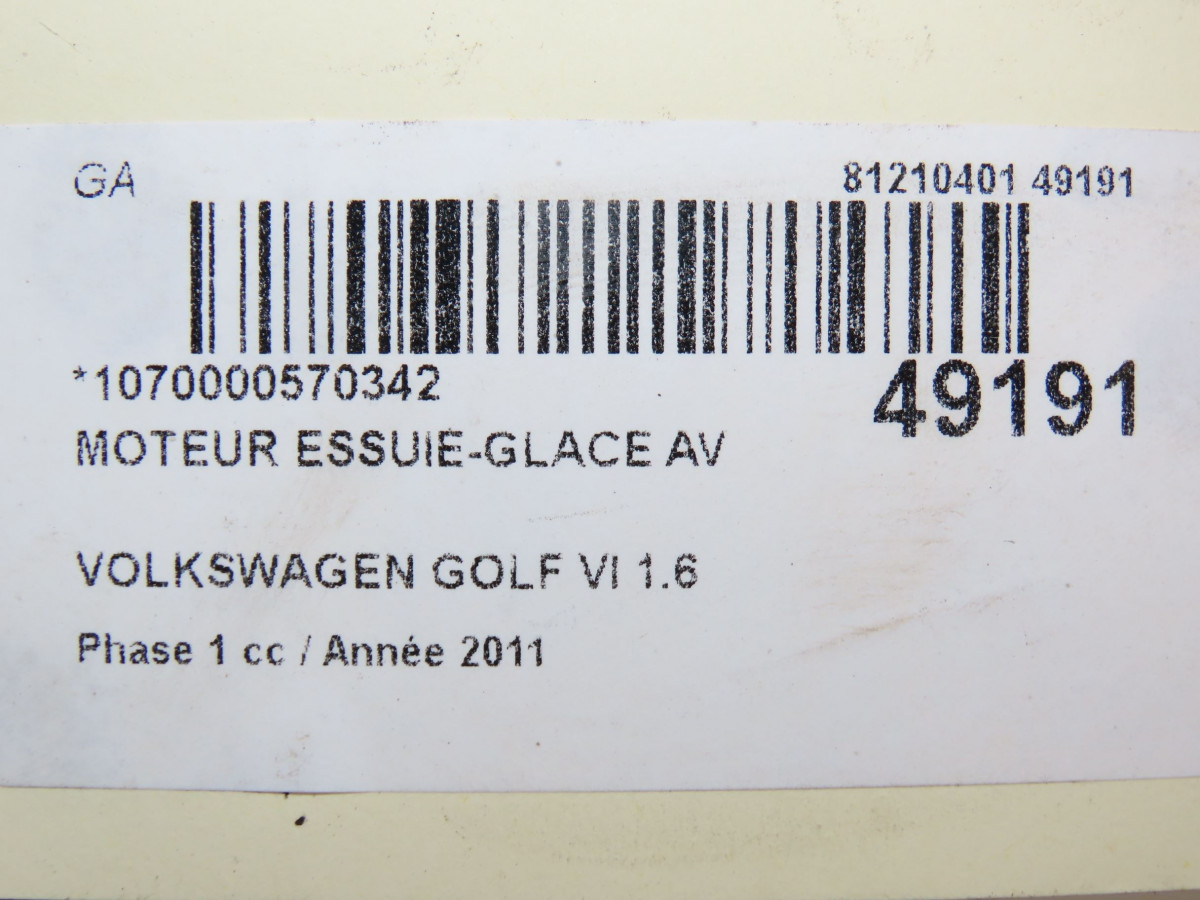 GA
81210401 49191
*1070000570342
49191
MOTEUR ESSUIE-GLACE AV
VOLKSWAGEN GOLF VI 1.6
Phase 1 cc / Année 2011